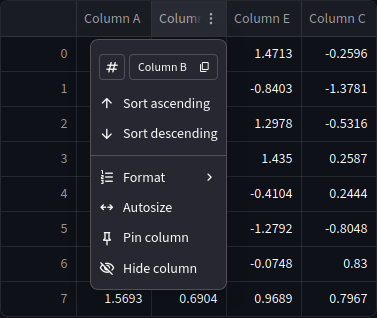 Column A Colum Column E Column C
0 1.4713 -0.2596
# Column B
1 -0.8403 -1.3781
Sort ascending
2 1.2978 -0.5316
Sort descending
3 1.435 0.2587
Format
4 -0.4104 0.2444
Autosize
5 -1.2792 -0.8048
Pin column
6 -0.0748 0.83
Hide column
7 1.5693 0.6904 0.9689 0.7967